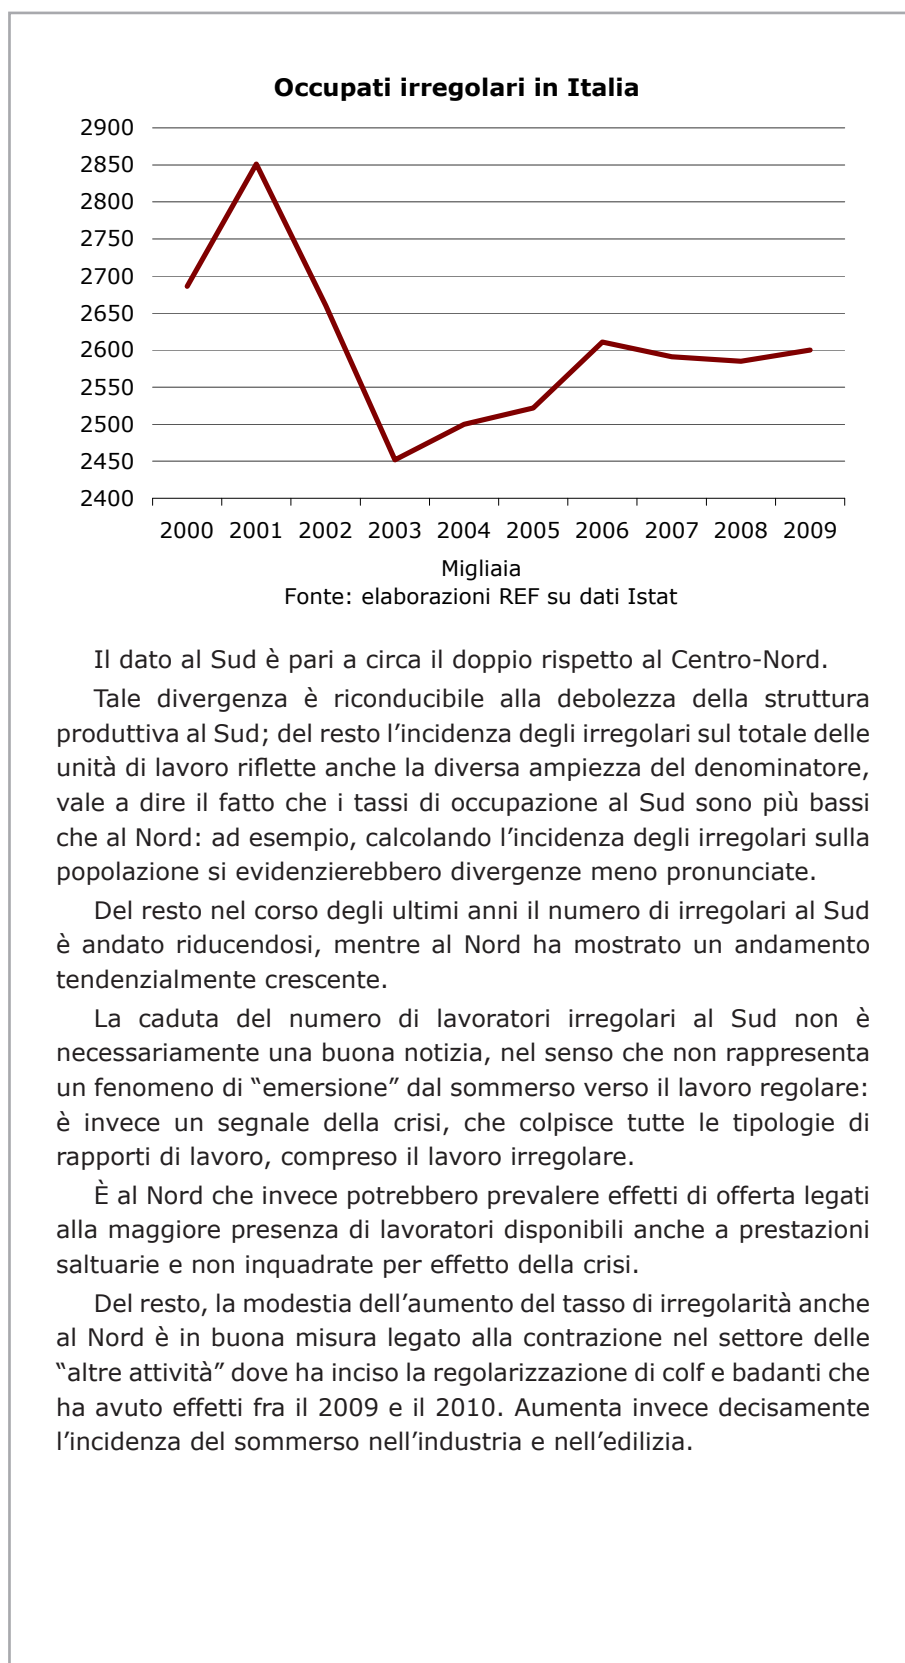 Occupati irregolari in Italia
2900
2850
2800
2750
2700
2650
2600
2550
2500
2450
2400
2000 2001 2002 2003 2004 2005 2006 2007 2008 2009
Migliaia
Fonte: elaborazioni REF su dati Istat
Il dato al Sud è pari a circa il doppio rispetto al Centro-Nord.
Tale divergenza è riconducibile alla debolezza della struttura
produttiva al Sud; del resto l’incidenza degli irregolari sul totale delle
unità di lavoro riflette anche la diversa ampiezza del denominatore,
vale a dire il fatto che i tassi di occupazione al Sud sono più bassi
che al Nord: ad esempio, calcolando l’incidenza degli irregolari sulla
popolazione si evidenzierebbero divergenze meno pronunciate.
Del resto nel corso degli ultimi anni il numero di irregolari al Sud
è andato riducendosi, mentre al Nord ha mostrato un andamento
tendenzialmente crescente.
La caduta del numero di lavoratori irregolari al Sud non è
necessariamente una buona notizia, nel senso che non rappresenta
un fenomeno di “emersione” dal sommerso verso il lavoro regolare:
è invece un segnale della crisi, che colpisce tutte le tipologie di
rapporti di lavoro, compreso il lavoro irregolare.
È al Nord che invece potrebbero prevalere effetti di offerta legati
alla maggiore presenza di lavoratori disponibili anche a prestazioni
saltuarie e non inquadrate per effetto della crisi.
Del resto, la modestia dell’aumento del tasso di irregolarità anche
al Nord è in buona misura legato alla contrazione nel settore delle
“altre attività” dove ha inciso la regolarizzazione di colf e badanti che
ha avuto effetti fra il 2009 e il 2010. Aumenta invece decisamente
l’incidenza del sommerso nell’industria e nell’edilizia.